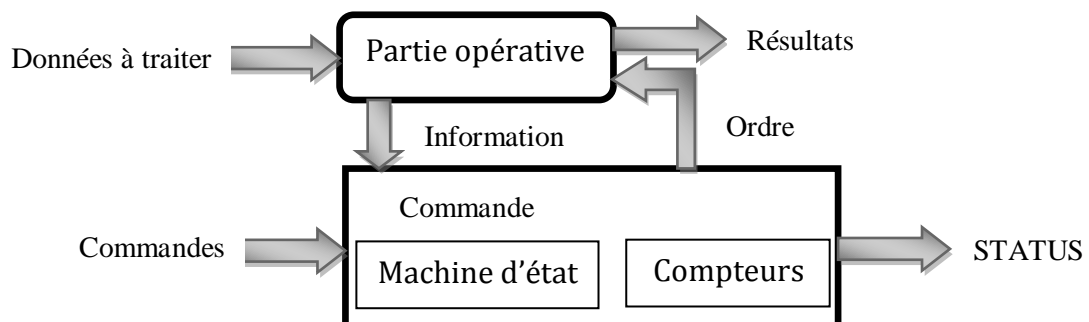 Données à traiter
Partie opérative
Résultats
Information
Ordre
Commande
Commandes
Machine d'état
Compteurs
STATUS